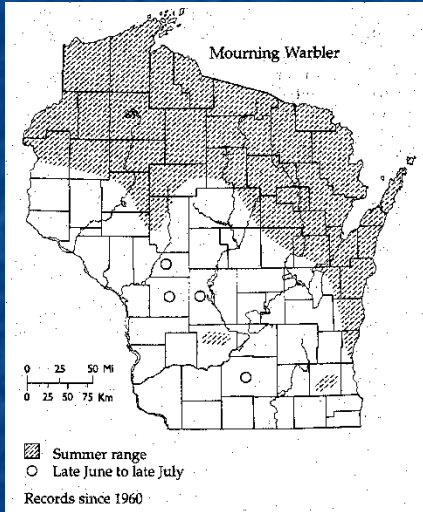 Mourning Warbler
0 25 50 Mi
0 25 50 75 Km
Summer range
Late June to late July
Records since 1960